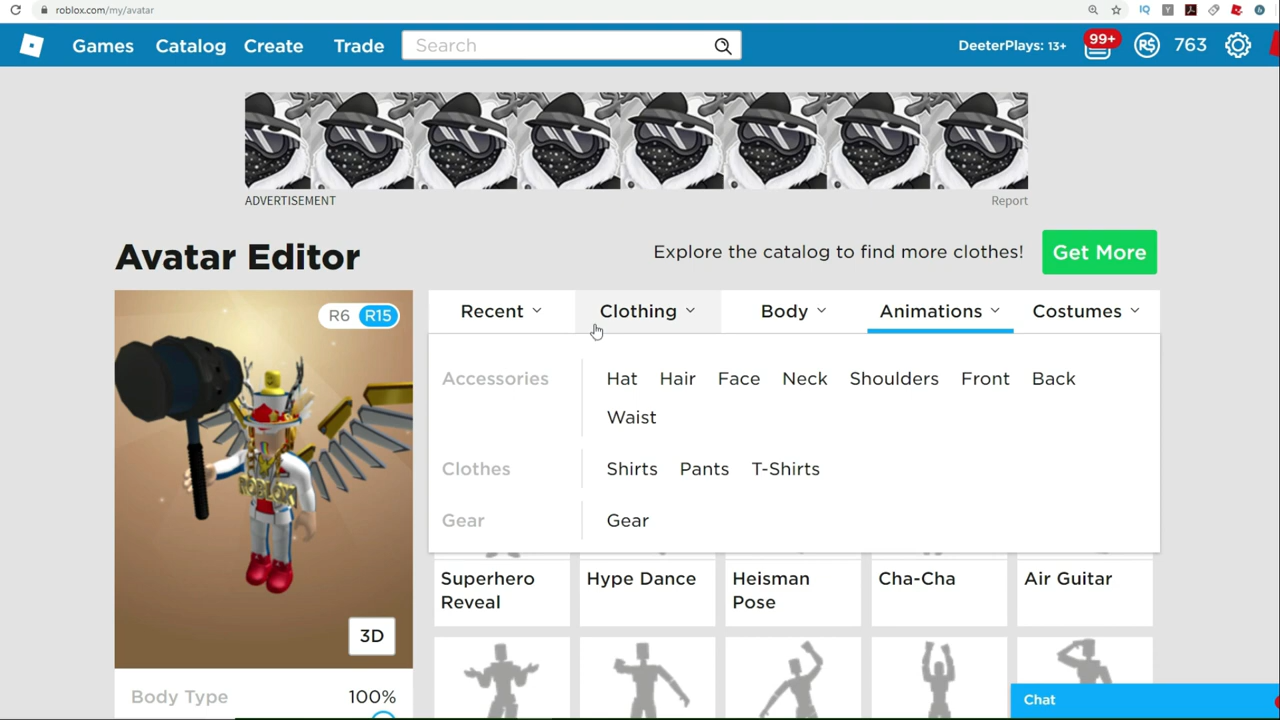 roblox.com/my/avatar
Games Catalog Create Trade Search DeeterPlays: 13+ 99+ R$ 763
ADVERTISEMENT Report
Avatar Editor Explore the catalog to find more clothes! Get More
R6 R15 Recent Clothing Body Animations Costumes
Accessories Hat Hair Face Neck Shoulders Front Back
Waist
Clothes Shirts Pants T-Shirts
ROBLOX
Gear Gear
Superhero Hype Dance Heisman Cha-Cha Air Guitar
Reveal Pose
3D
Body Type 100%
Chat